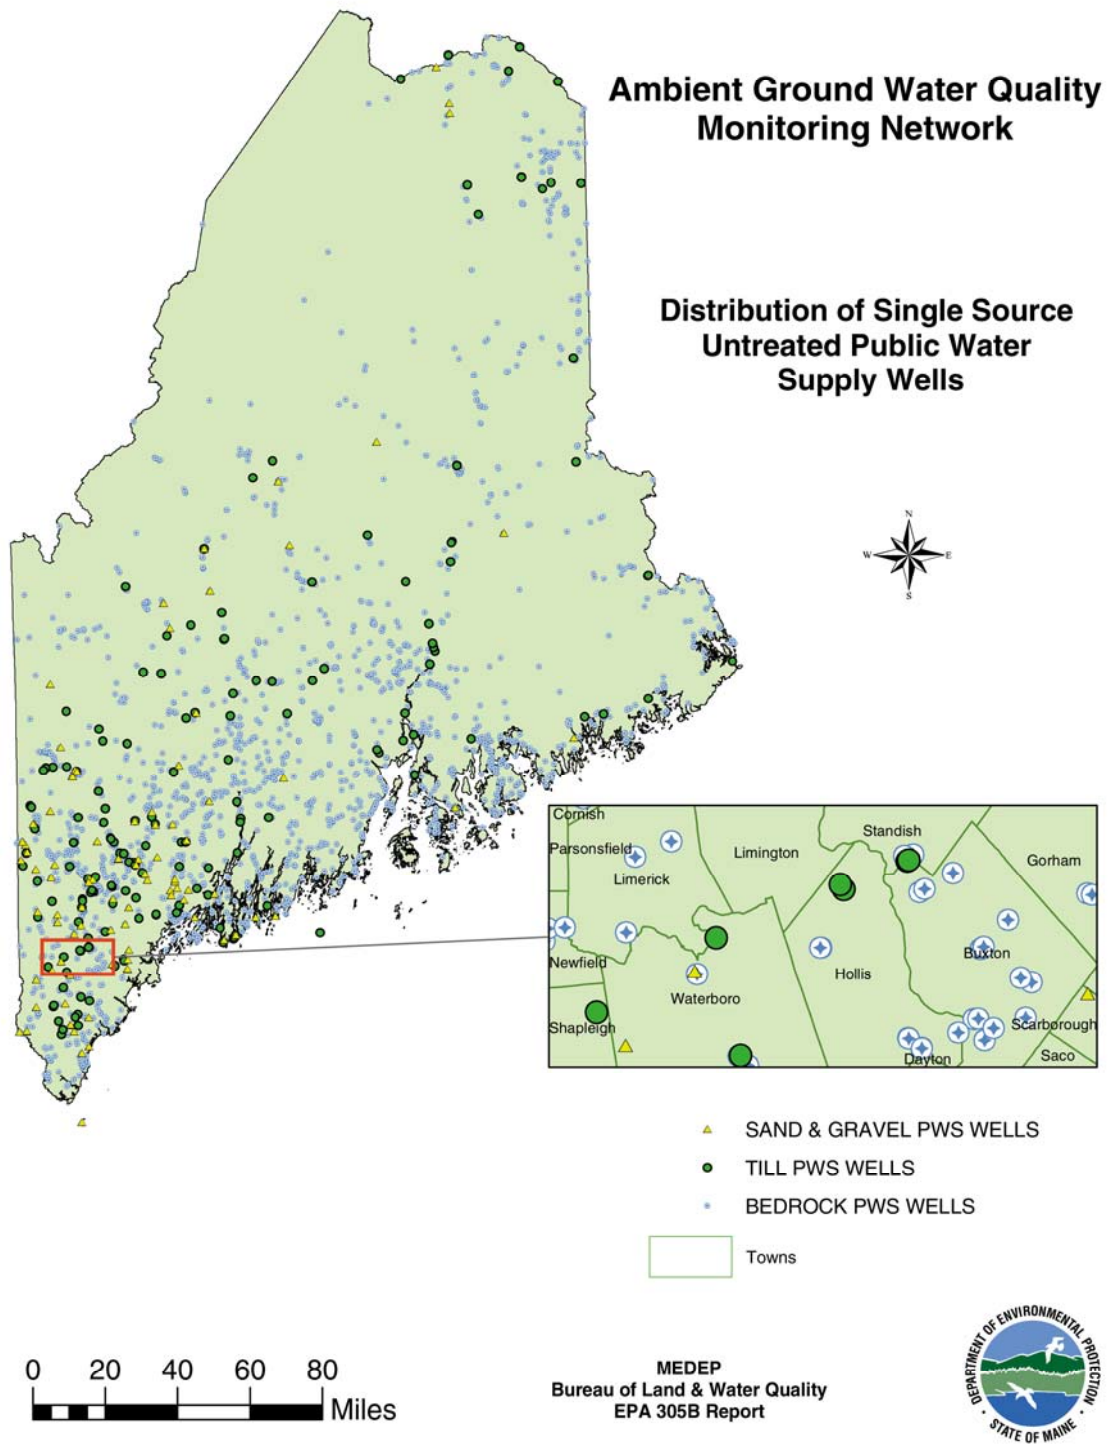 Ambient Ground Water Quality
Monitoring Network
Distribution of Single Source
Untreated Public Water
Supply Wells
N
W E
S
Cornish
Standish
Parsonsfield
Limington
Gorham
Limerick
Buxton
Newfield
Hollis
Waterboro
Shapleigh
Scarborough
Dayton
Saco
SAND & GRAVEL PWS WELLS
TILL PWS WELLS
BEDROCK PWS WELLS
Towns
0 20 40 60 80
Miles
MEDEP
Bureau of Land & Water Quality
EPA 305B Report
DEPARTMENT OF ENVIRONMENTAL PROTECTION
STATE OF MAINE